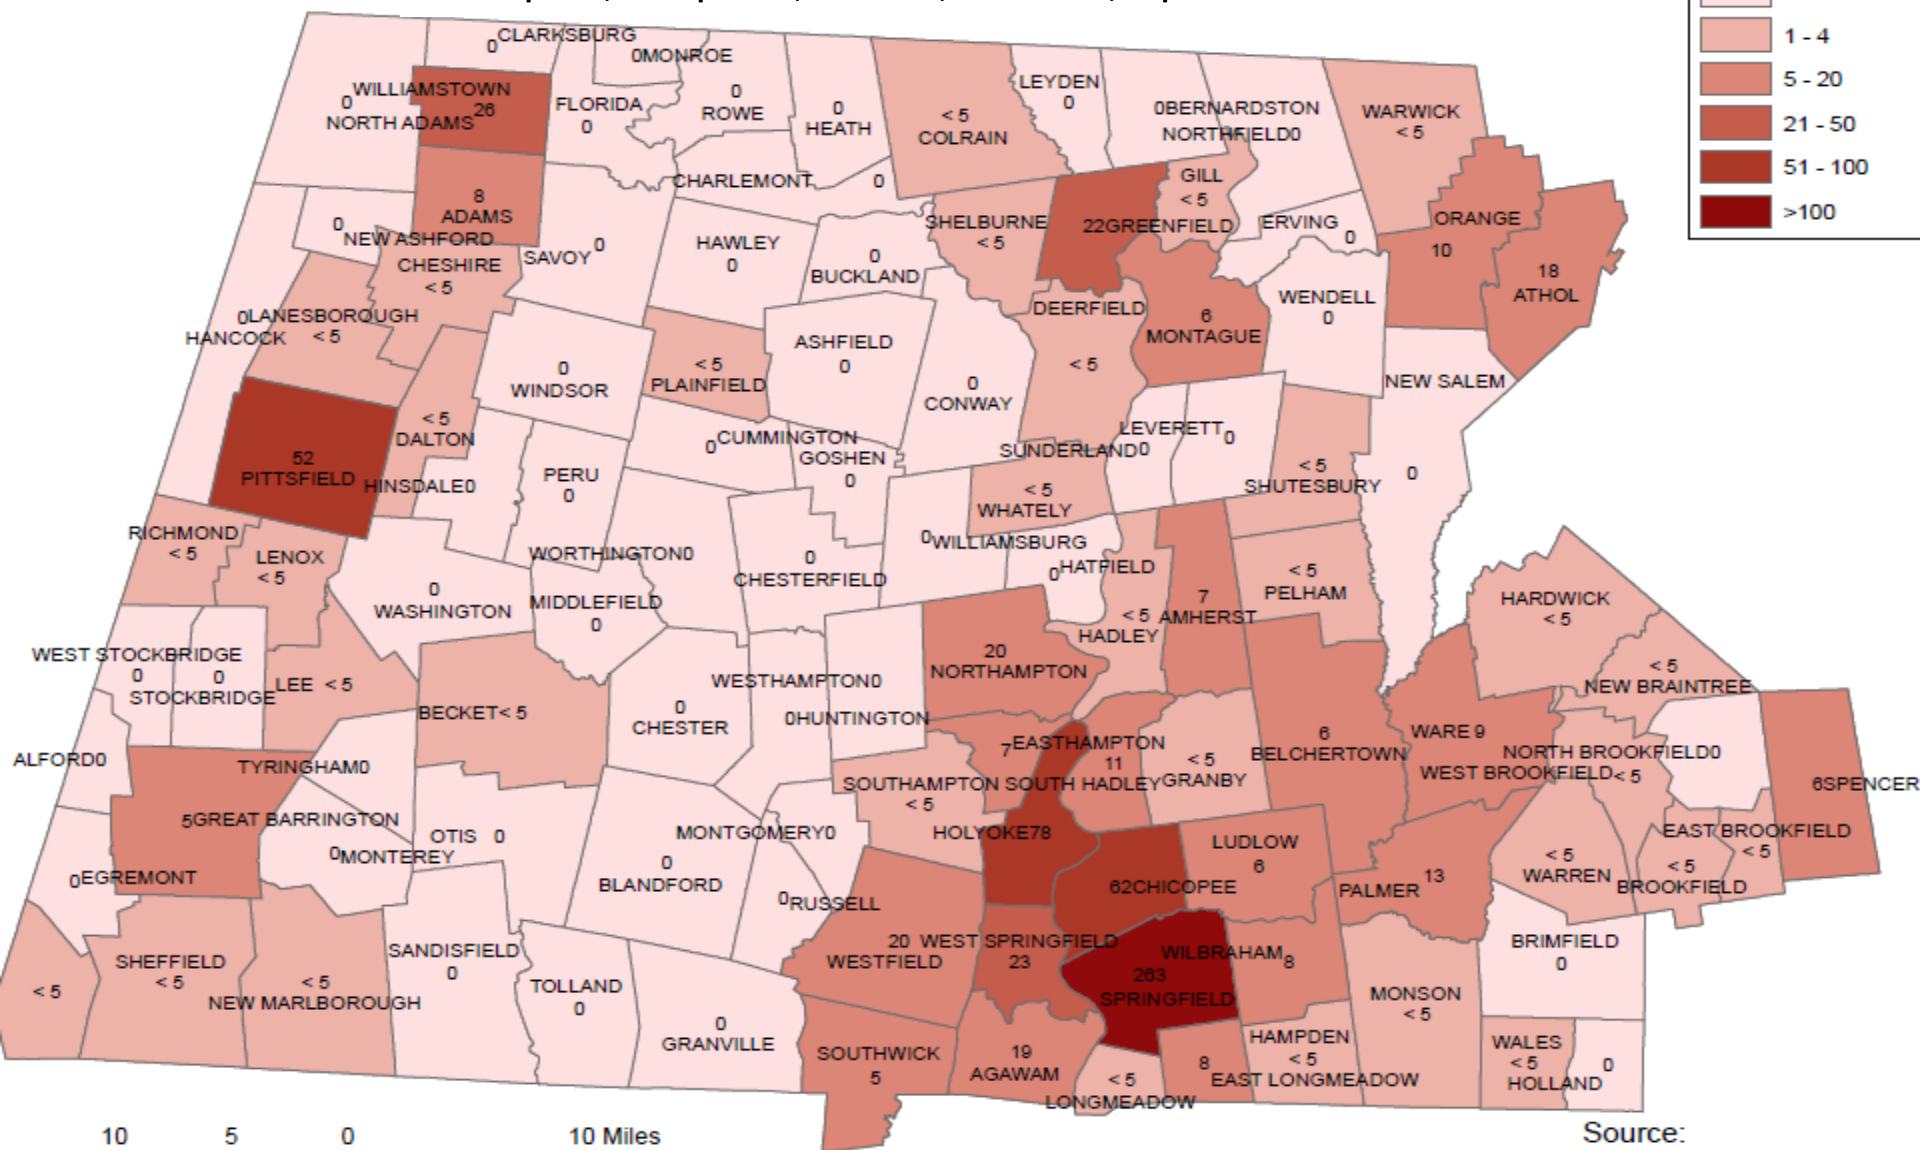 1 - 4
5 - 20
21 - 50
51 - 100
>100
CLARKSBURG
0
0MONROE
WILLIAMSTOWN
0
26
NORTH ADAMS
FLORIDA
0
0
ROWE
0
HEATH
< 5
COLRAIN
LEYDEN
0
0BERNARDSTON
NORTHFIELD0
WARWICK
< 5
8
ADAMS
CHARLEMONT
0
0
NEW ASHFORD
SAVOY
0
HAWLEY
0
0
BUCKLAND
SHELBURNE
< 5
22GREENFIELD
GILL
< 5
ERVING
0
ORANGE
10
18
ATHOL
CHESHIRE
< 5
0LANESBOROUGH
HANCOCK
< 5
0
WINDSOR
< 5
PLAINFIELD
ASHFIELD
0
0
CONWAY
DEERFIELD
< 5
6
MONTAGUE
WENDELL
0
NEW SALEM
0
52
PITTSFIELD
< 5
DALTON
HINSDALE0
PERU
0
0CUMMINGTON
GOSHEN
0
SUNDERLAND0
LEVERETT0
< 5
SHUTESBURY
< 5
WHATELY
RICHMOND
< 5
LENOX
< 5
0
WASHINGTON
WORTHINGTON0
MIDDLEFIELD
0
0
CHESTERFIELD
0WILLIAMSBURG
0HATFIELD
< 5
HADLEY
7
AMHERST
< 5
PELHAM
HARDWICK
< 5
WEST STOCKBRIDGE
0
0
STOCKBRIDGE
LEE < 5
BECKET< 5
0
CHESTER
WESTHAMPTON0
0HUNTINGTON
20
NORTHAMPTON
< 5
NEW BRAINTREE
ALFORD0
TYRINGHAM0
7EASTHAMPTON
11
SOUTHAMPTON
< 5
SOUTH HADLEY
< 5
GRANBY
6
BELCHERTOWN
WARE 9
NORTH BROOKFIELD0
WEST BROOKFIELD< 5
6SPENCER
5GREAT BARRINGTON
0MONTEREY
OTIS 0
MONTGOMERY0
HOLYOKE78
LUDLOW
6
EAST BROOKFIELD
< 5
0EGREMONT
0
BLANDFORD
0RUSSELL
62CHICOPEE
PALMER 13
< 5
WARREN
< 5
BROOKFIELD
< 5
SHEFFIELD
< 5
< 5
NEW MARLBOROUGH
SANDISFIELD
0
TOLLAND
0
0
GRANVILLE
20
WESTFIELD
WEST SPRINGFIELD
23
263
SPRINGFIELD
WILBRAHAM8
MONSON
< 5
BRIMFIELD
0
SOUTHWICK
5
19
AGAWAM
< 5
LONGMEADOW
8
EAST LONGMEADOW
HAMPDEN
< 5
WALES
< 5
HOLLAND
0
10 5 0 10 Miles
Source: